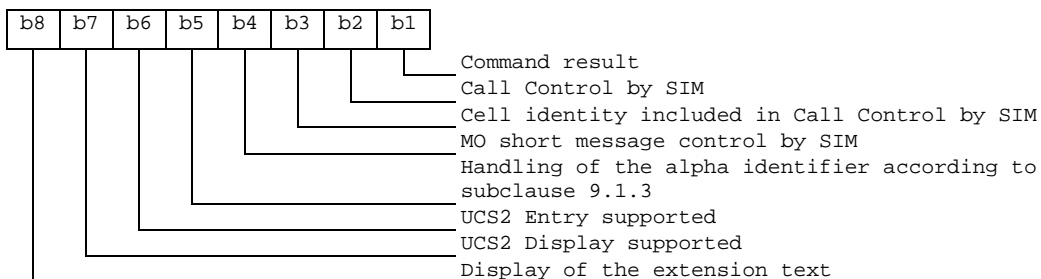 b8 b7 b6 b5 b4 b3 b2 b1
Command result
Call Control by SIM
Cell identity included in Call Control by SIM
MO short message control by SIM
Handling of the alpha identifier according to
subclause 9.1.3
UCS2 Entry supported
UCS2 Display supported
Display of the extension text